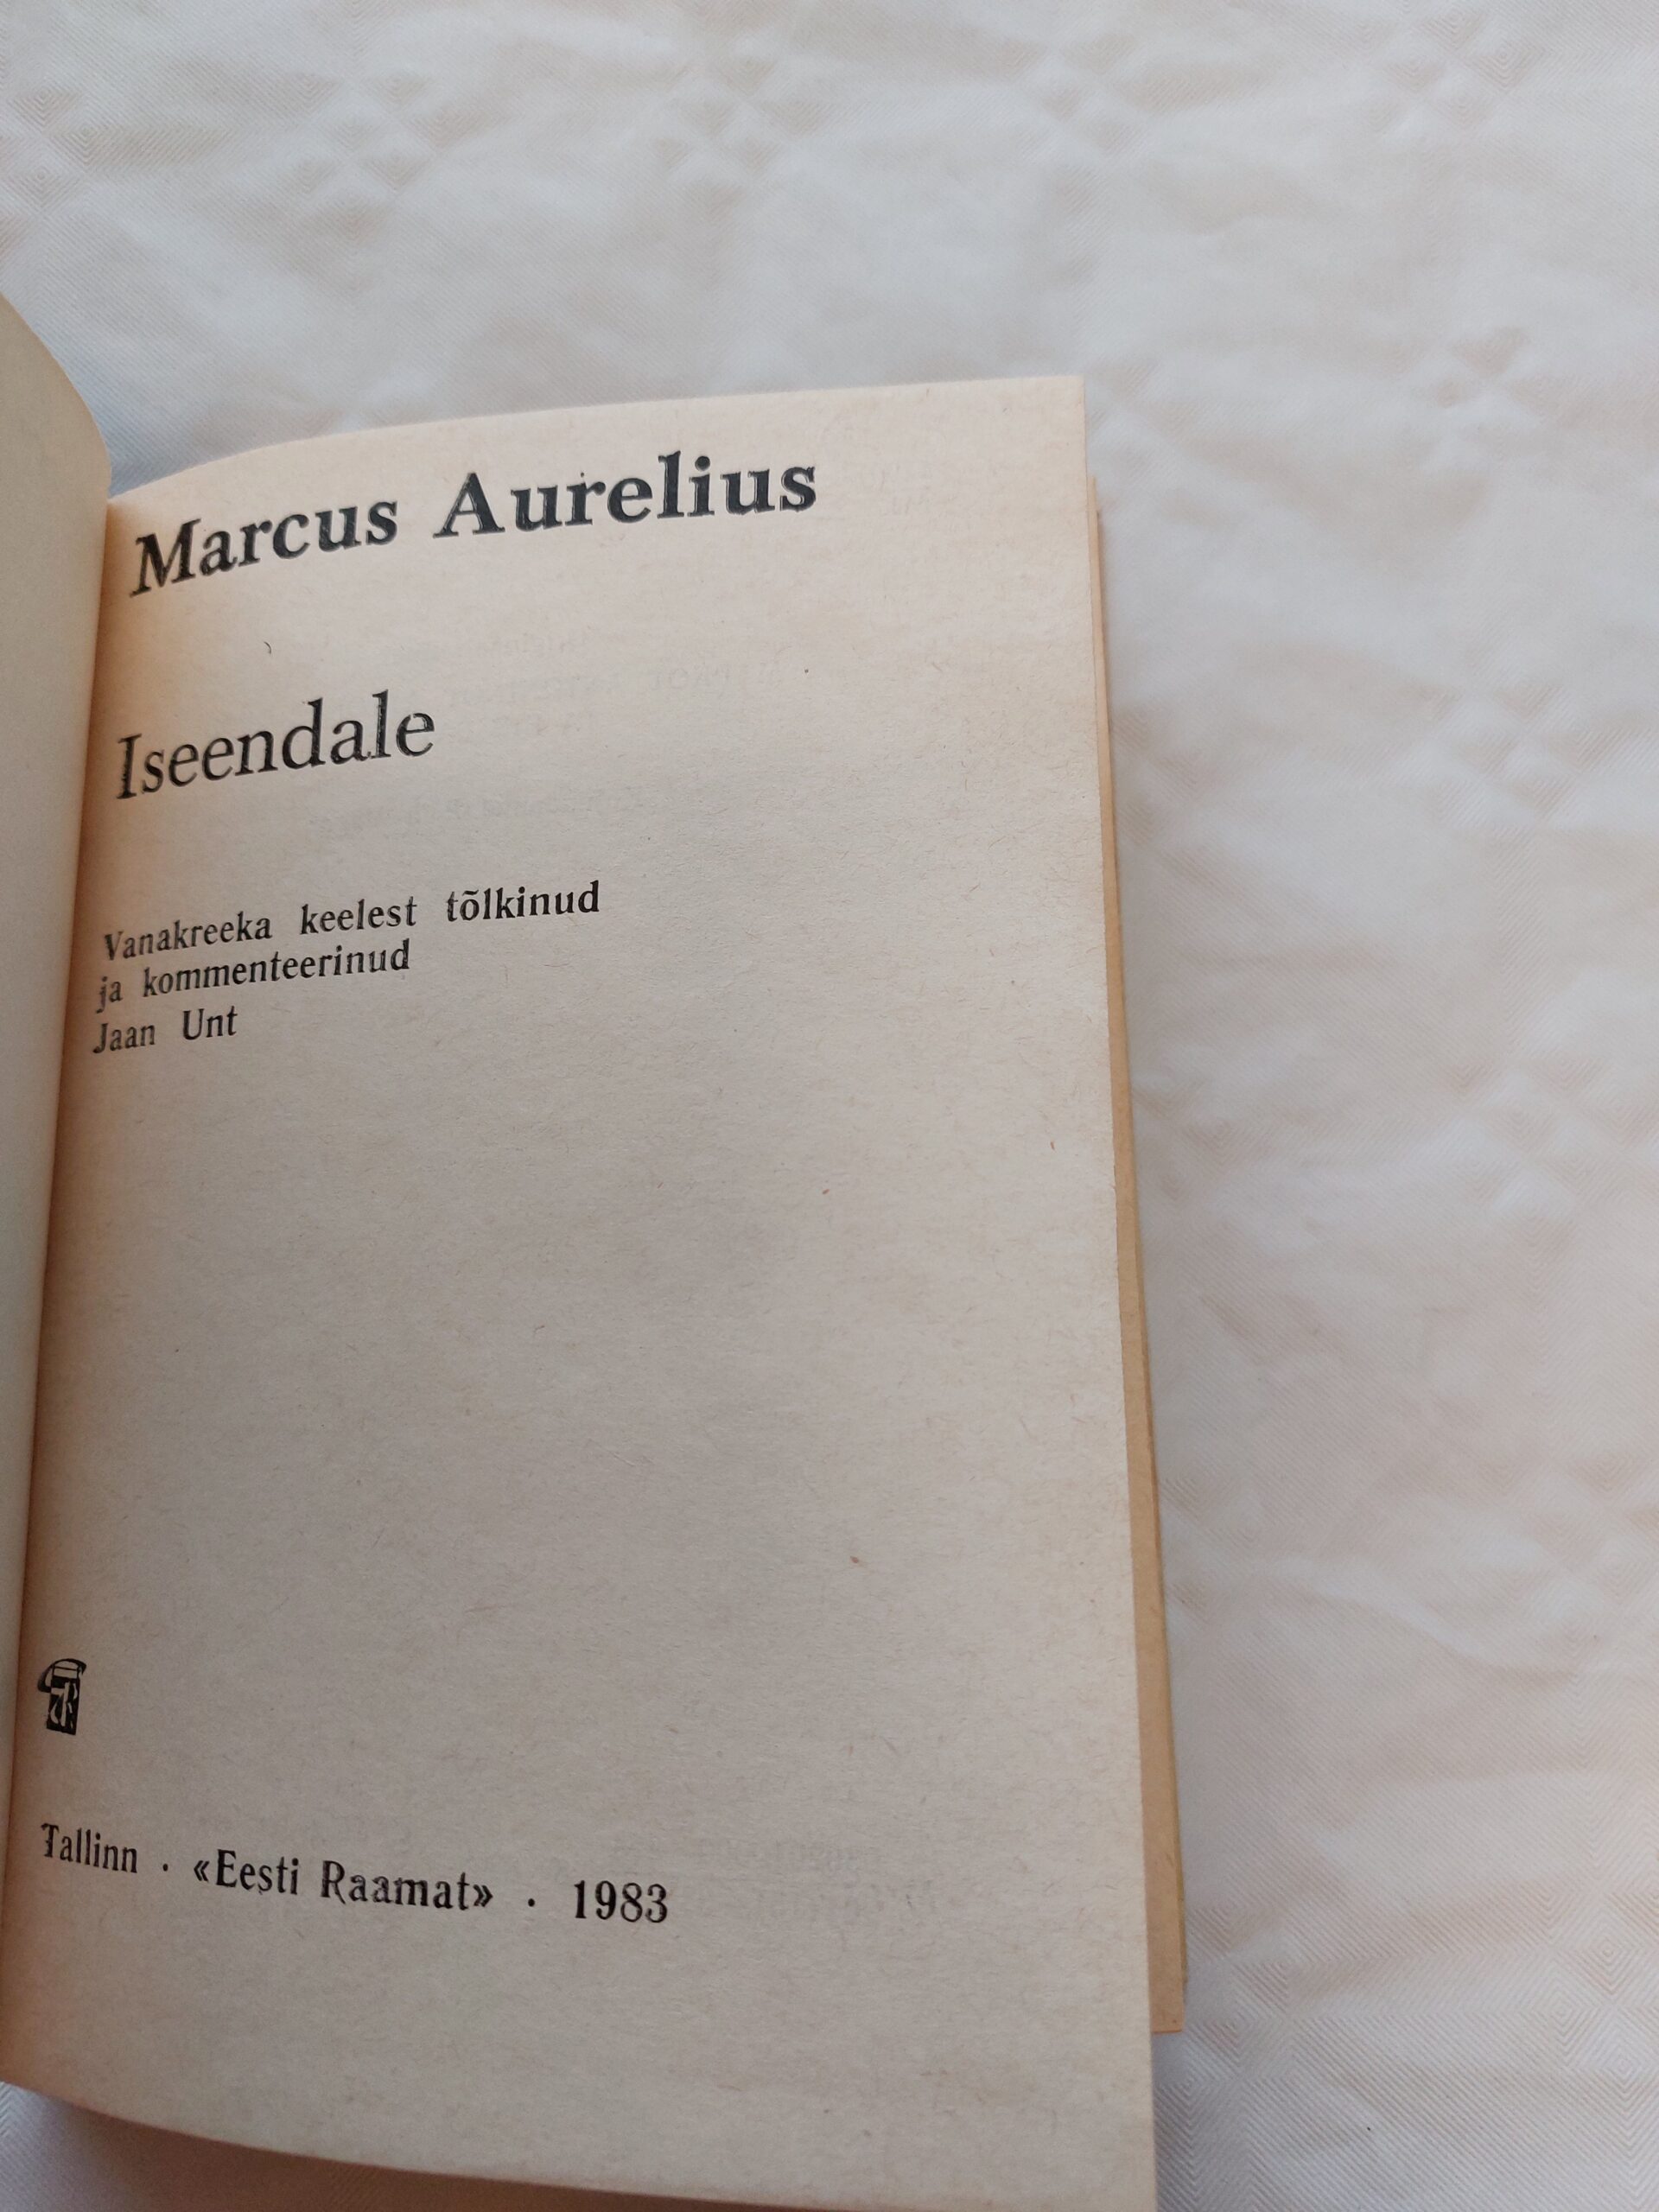 Marcus Aurelius
Iseendale
Vanakreeka keelest tõlkinud
ja kommenteerinud
Jaan Unt
Tallinn · «Eesti Raamat» · 1983